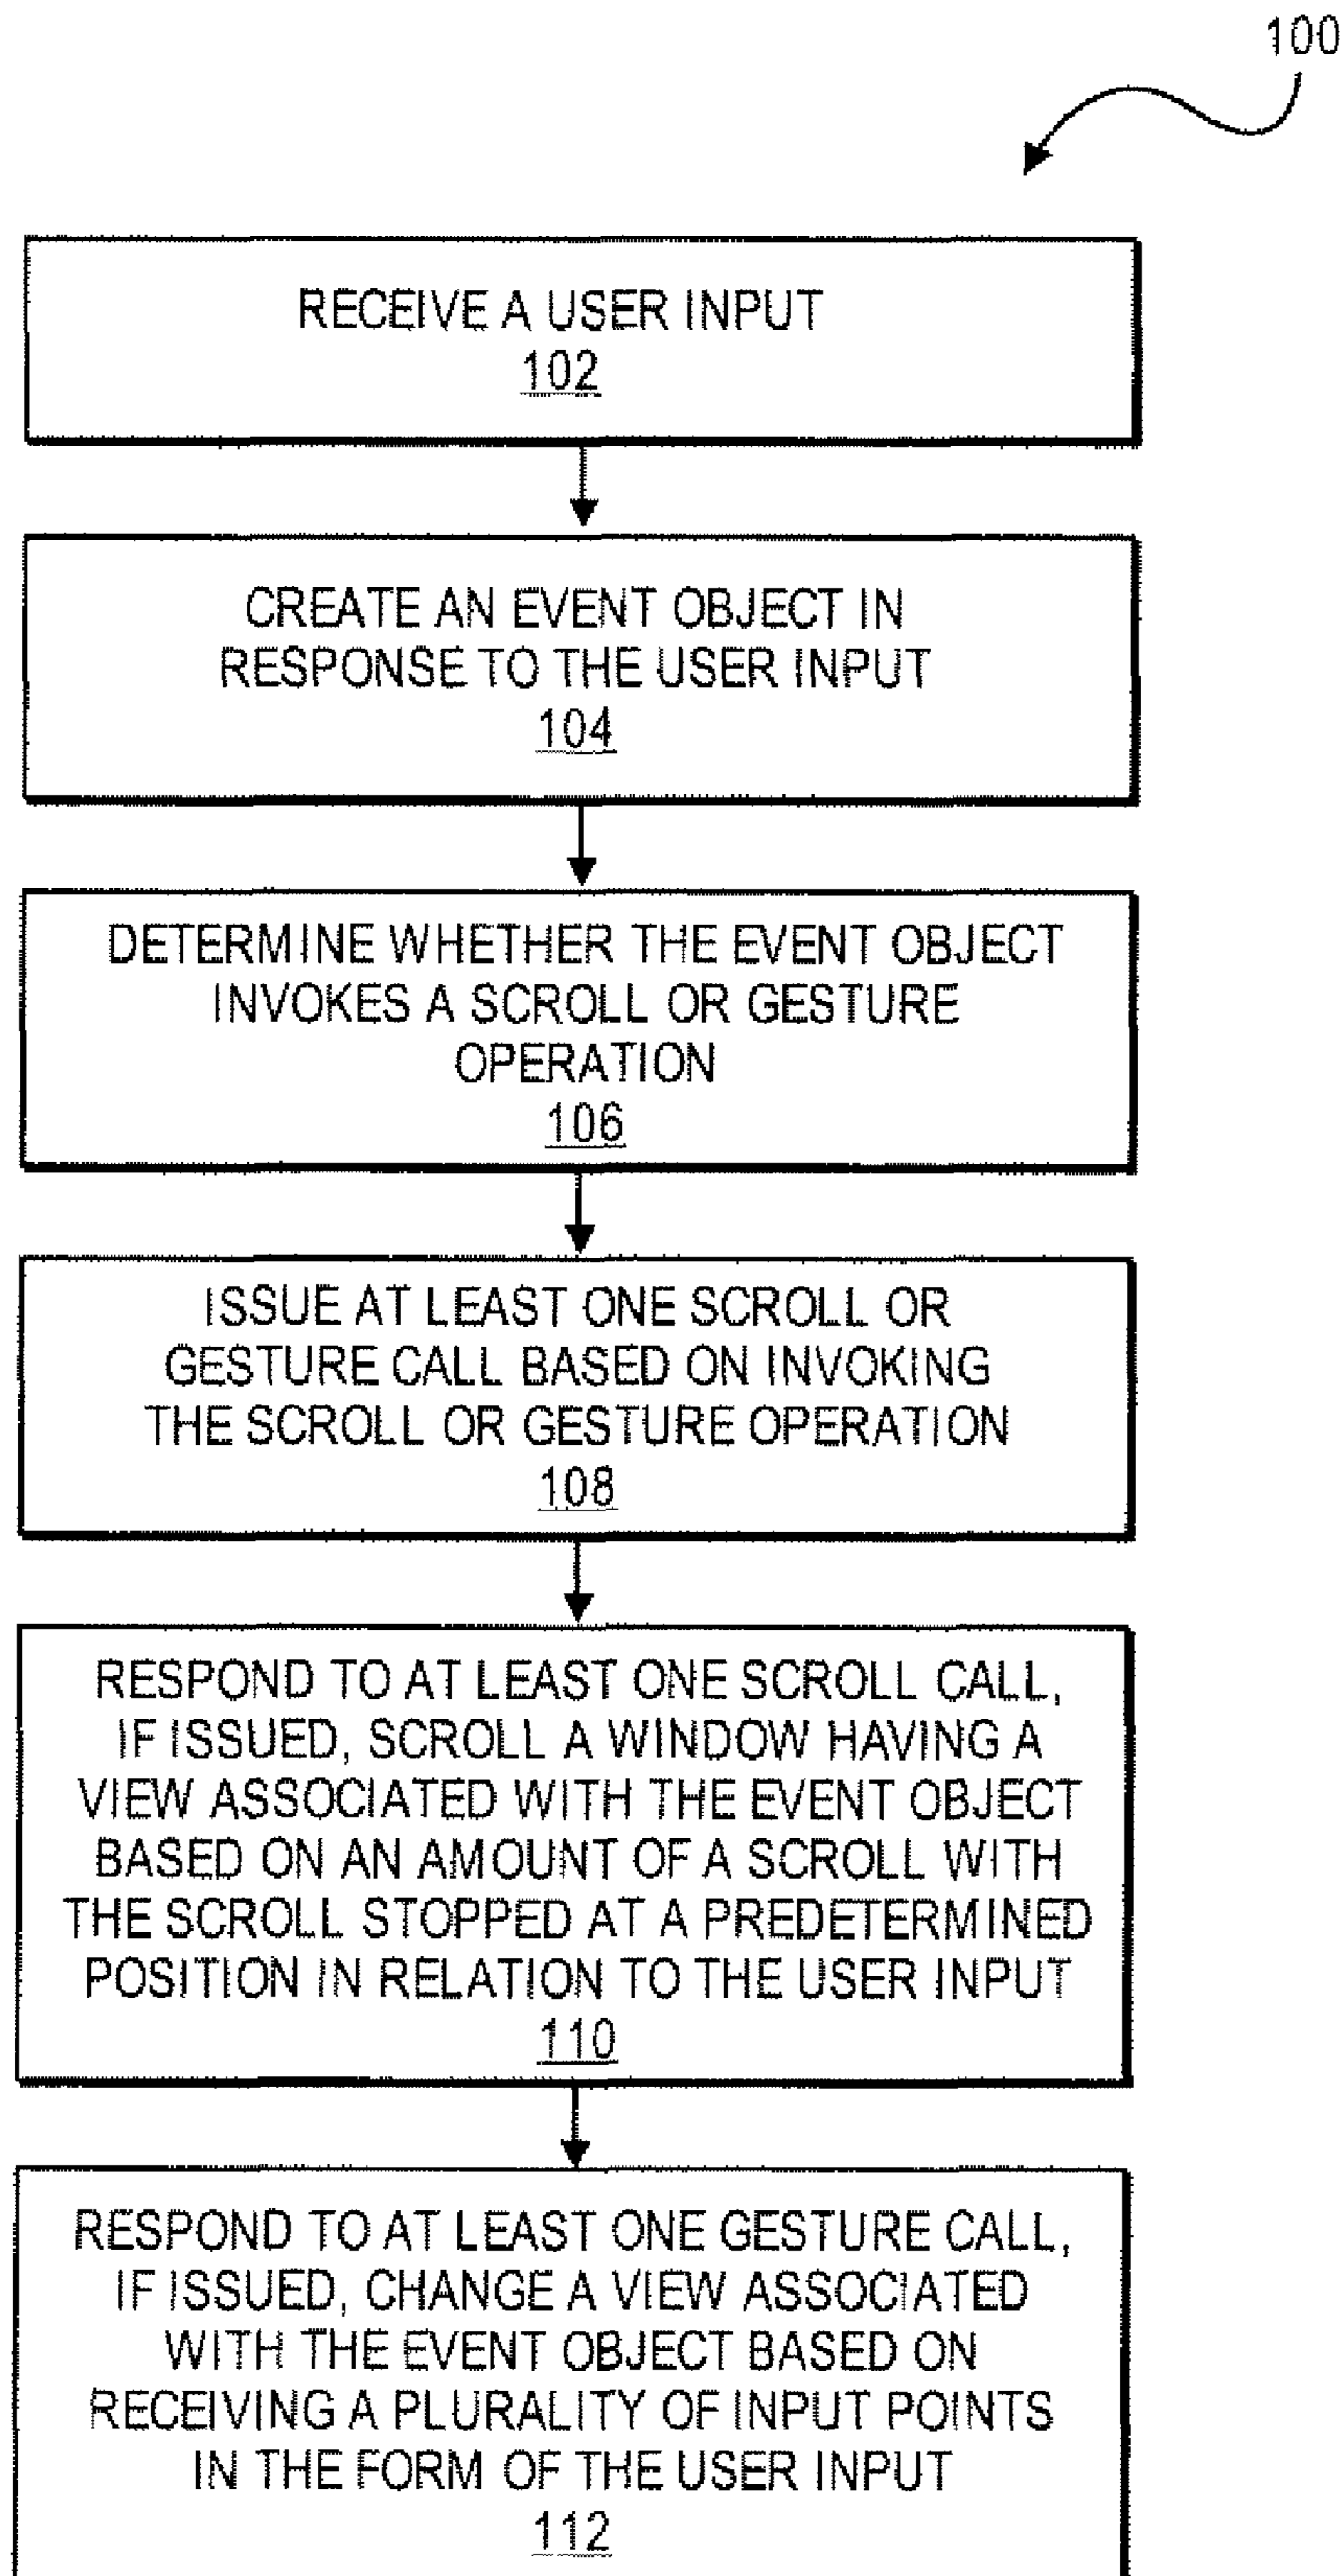 100
RECEIVE A USER INPUT
102
CREATE AN EVENT OBJECT IN
RESPONSE TO THE USER INPUT
104
DETERMINE WHETHER THE EVENT OBJECT
INVOKES A SCROLL OR GESTURE
OPERATION
106
ISSUE AT LEAST ONE SCROLL OR
GESTURE CALL BASED ON INVOKING
THE SCROLL OR GESTURE OPERATION
108
RESPOND TO AT LEAST ONE SCROLL CALL,
IF ISSUED, SCROLL A WINDOW HAVING A
VIEW ASSOCIATED WITH THE EVENT OBJECT
BASED ON AN AMOUNT OF A SCROLL WITH
THE SCROLL STOPPED AT A PREDETERMINED
POSITION IN RELATION TO THE USER INPUT
110
RESPOND TO AT LEAST ONE GESTURE CALL,
IF ISSUED, CHANGE A VIEW ASSOCIATED
WITH THE EVENT OBJECT BASED ON
RECEIVING A PLURALITY OF INPUT POINTS
IN THE FORM OF THE USER INPUT
112